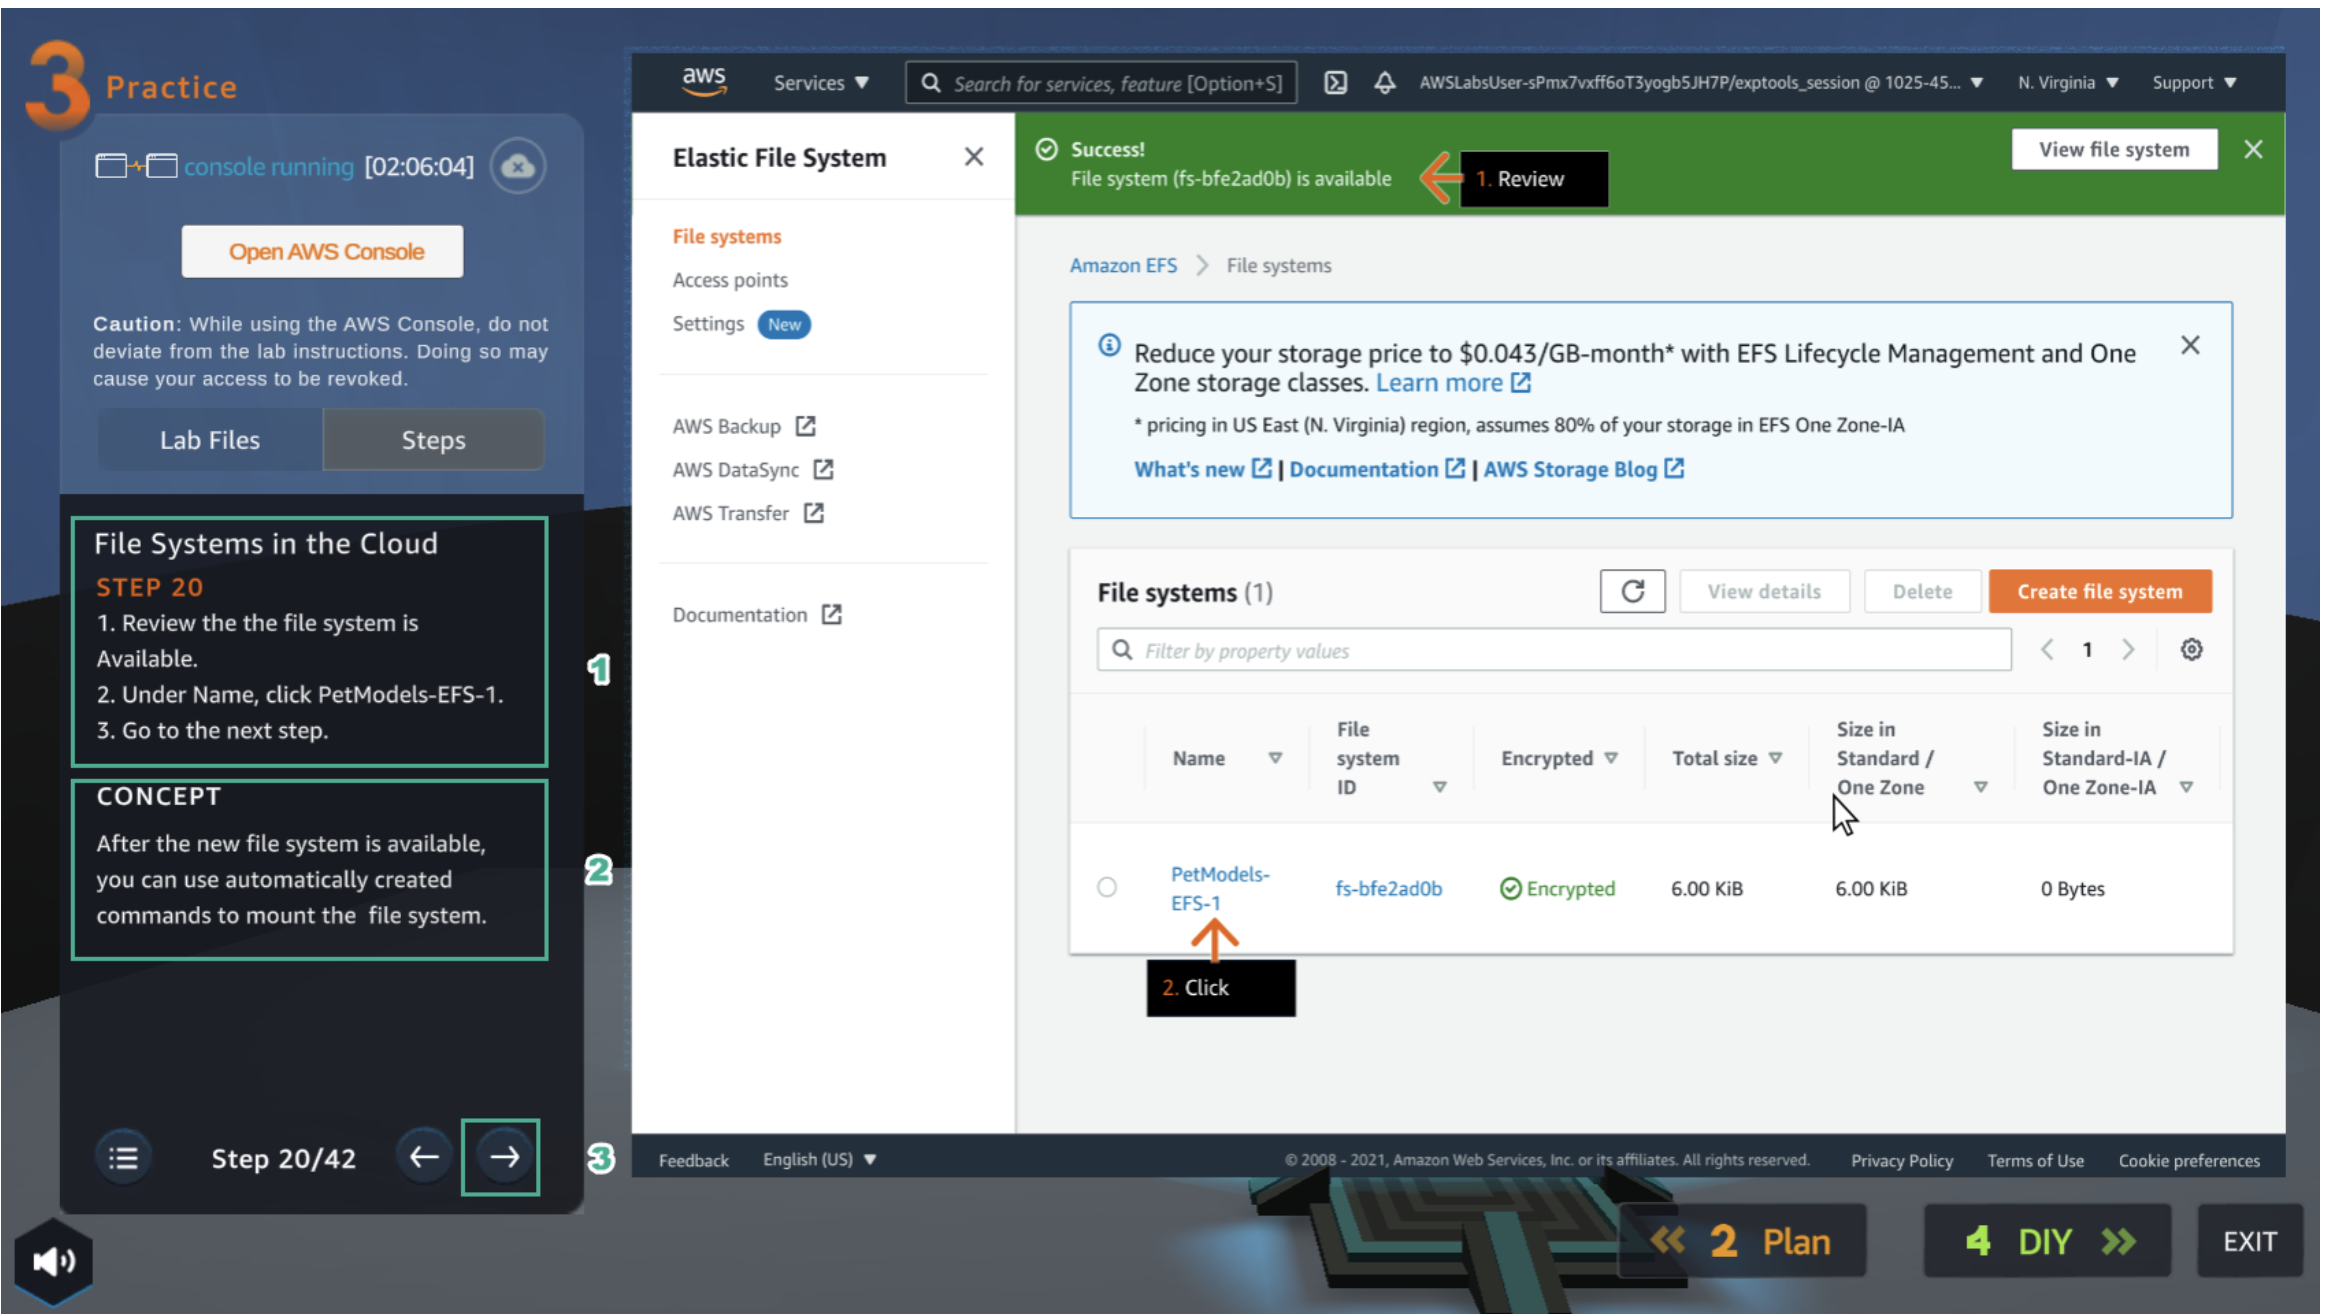 3 Practice
console running [02:06:04]
Open AWS Console
Caution: While using the AWS Console, do not
deviate from the lab instructions. Doing so may
cause your access to be revoked.
Lab Files Steps
File Systems in the Cloud
STEP 20
1. Review the the file system is
Available.
2. Under Name, click PetModels-EFS-1.
3. Go to the next step.
1
CONCEPT
After the new file system is available,
you can use automatically created
commands to mount the file system.
2
Step 20/42
3
aws Services Search for services, feature [Option+S] AWSLabsUser-sPmx7vxff6oT3yogb5JH7P/exptools_session @ 1025-45... N. Virginia Support
Elastic File System
File systems
Access points
Settings New
AWS Backup
AWS DataSync
AWS Transfer
Documentation
Success!
File system (fs-bfe2ad0b) is available
1. Review
View file system
Amazon EFS File systems
Reduce your storage price to $0.043/GB-month* with EFS Lifecycle Management and One
Zone storage classes. Learn more
* pricing in US East (N. Virginia) region, assumes 80% of your storage in EFS One Zone-IA
What's new | Documentation | AWS Storage Blog
File systems (1) View details Delete Create file system
Filter by property values 1
Name File system ID Encrypted Total size Size in Standard / One Zone Size in Standard-IA / One Zone-IA
PetModels-EFS-1 fs-bfe2ad0b Encrypted 6.00 KiB 6.00 KiB 0 Bytes
2. Click
Feedback English (US) © 2008 - 2021, Amazon Web Services, Inc. or its affiliates. All rights reserved. Privacy Policy Terms of Use Cookie preferences
2 Plan 4 DIY EXIT